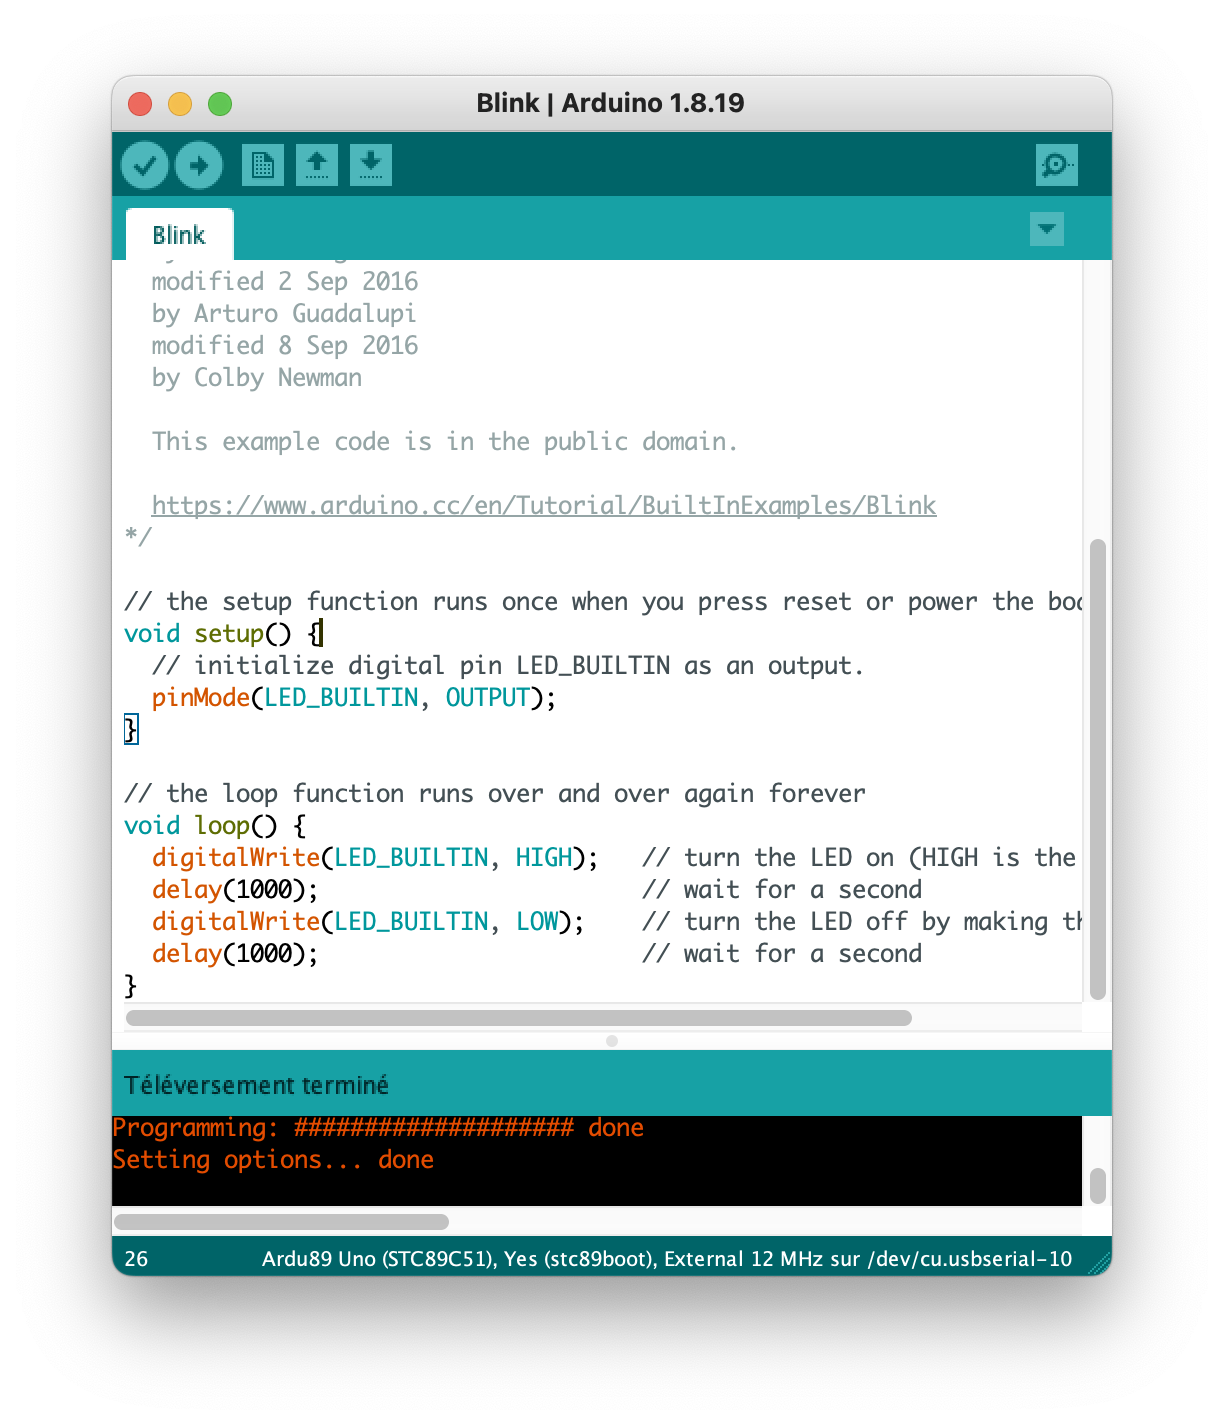 Blink | Arduino 1.8.19
Blink
modified 2 Sep 2016
by Arturo Guadalupi
modified 8 Sep 2016
by Colby Newman
This example code is in the public domain.
https://www.arduino.cc/en/Tutorial/BuiltInExamples/Blink
*/
// the setup function runs once when you press reset or power the
void setup() {
// initialize digital pin LED_BUILTIN as an output.
pinMode(LED_BUILTIN, OUTPUT);
}
// the loop function runs over and over again forever
void loop() {
digitalWrite(LED_BUILTIN, HIGH);   // turn the LED on (HIGH is the
delay(1000);                       // wait for a second
digitalWrite(LED_BUILTIN, LOW);    // turn the LED off by making
delay(1000);                       // wait for a second
}
Téléversement terminé
Programming: #################### done
Setting options... done
26 Ardu89 Uno (STC89C51), Yes (stc89boot), External 12 MHz sur /dev/cu.usbserial-10